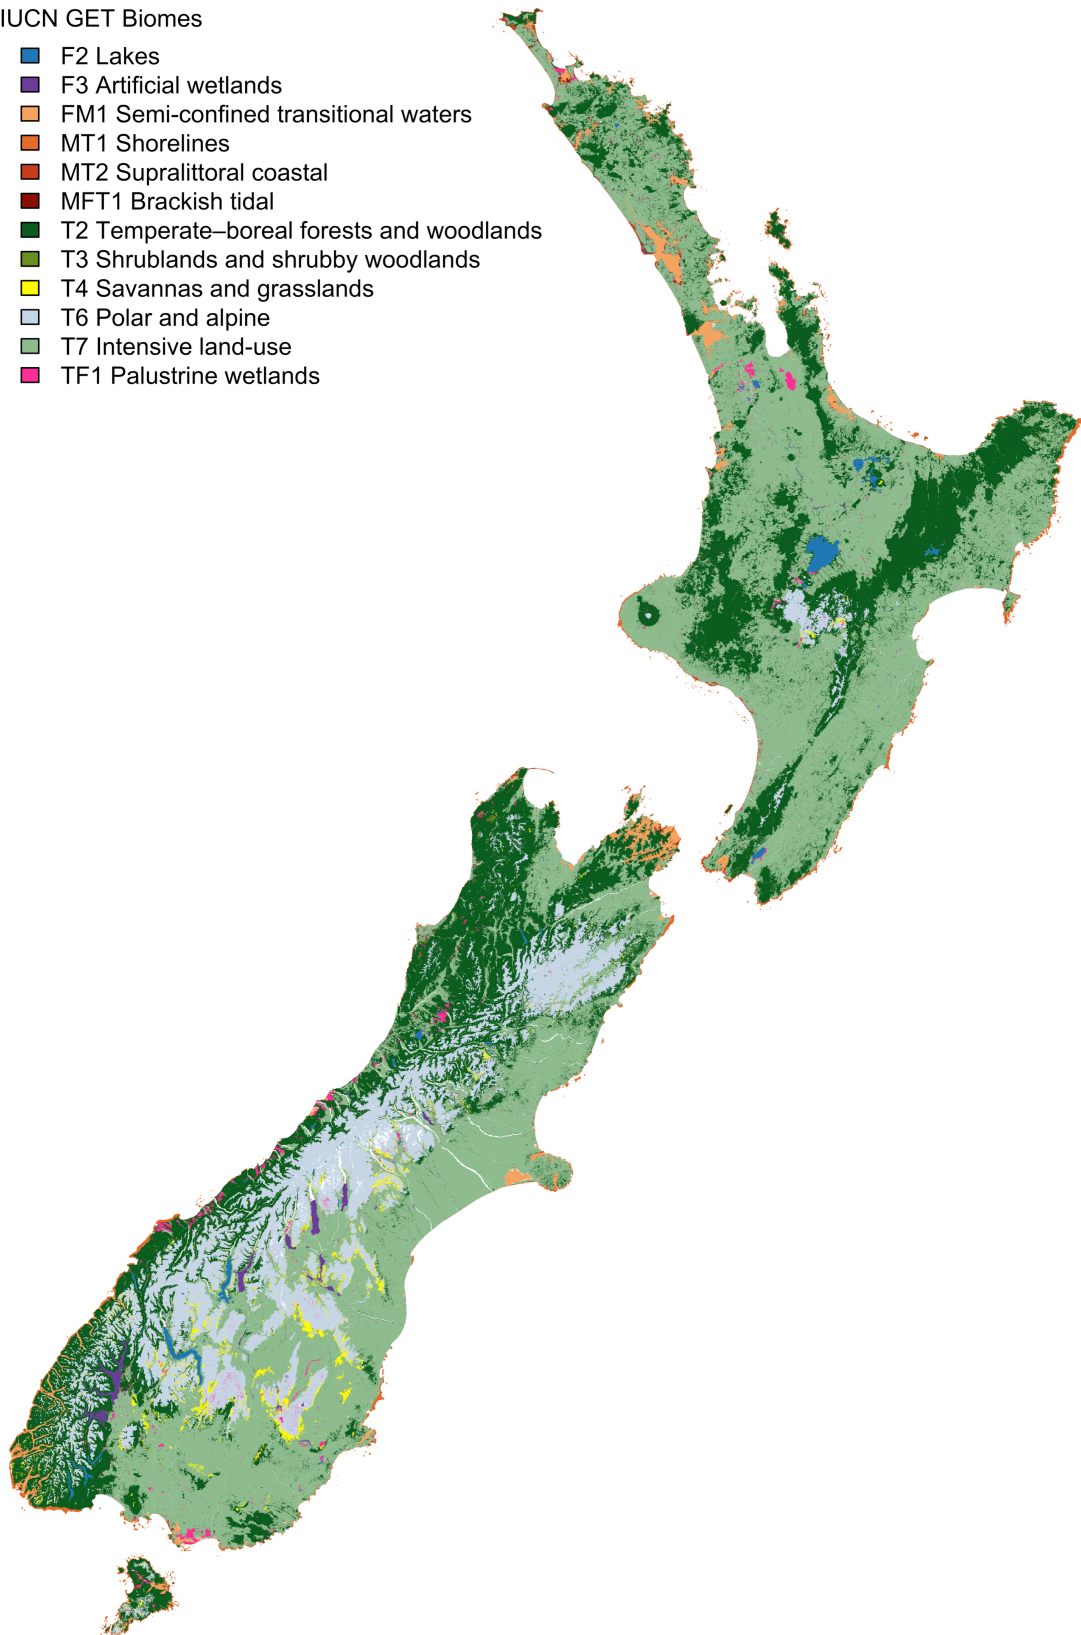 IUCN GET Biomes
F2 Lakes
F3 Artificial wetlands
FM1 Semi-confined transitional waters
MT1 Shorelines
MT2 Supralittoral coastal
MFT1 Brackish tidal
T2 Temperate–boreal forests and woodlands
T3 Shrublands and shrubby woodlands
T4 Savannas and grasslands
T6 Polar and alpine
T7 Intensive land-use
TF1 Palustrine wetlands